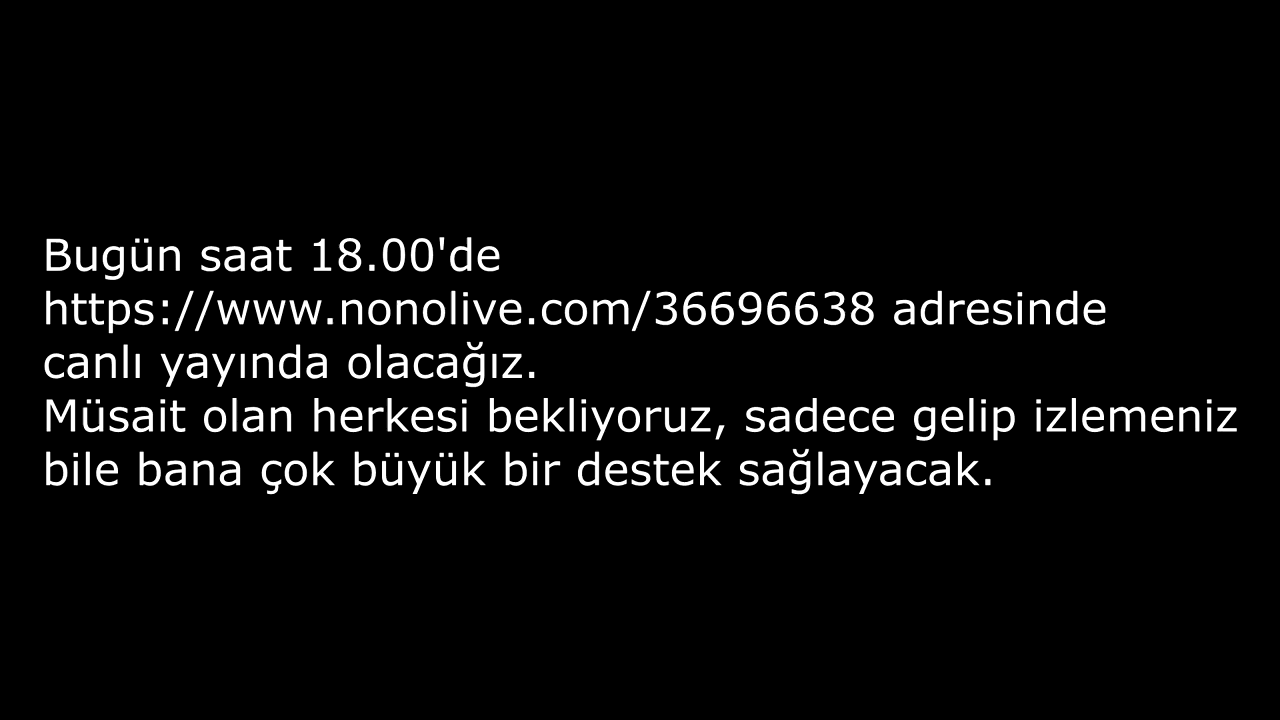 Bugün saat 18.00'de
https://www.nonolive.com/36696638 adresinde
canlı yayında olacağız.
Müsait olan herkesi bekliyoruz, sadece gelip izlemeniz
bile bana çok büyük bir destek sağlayacak.